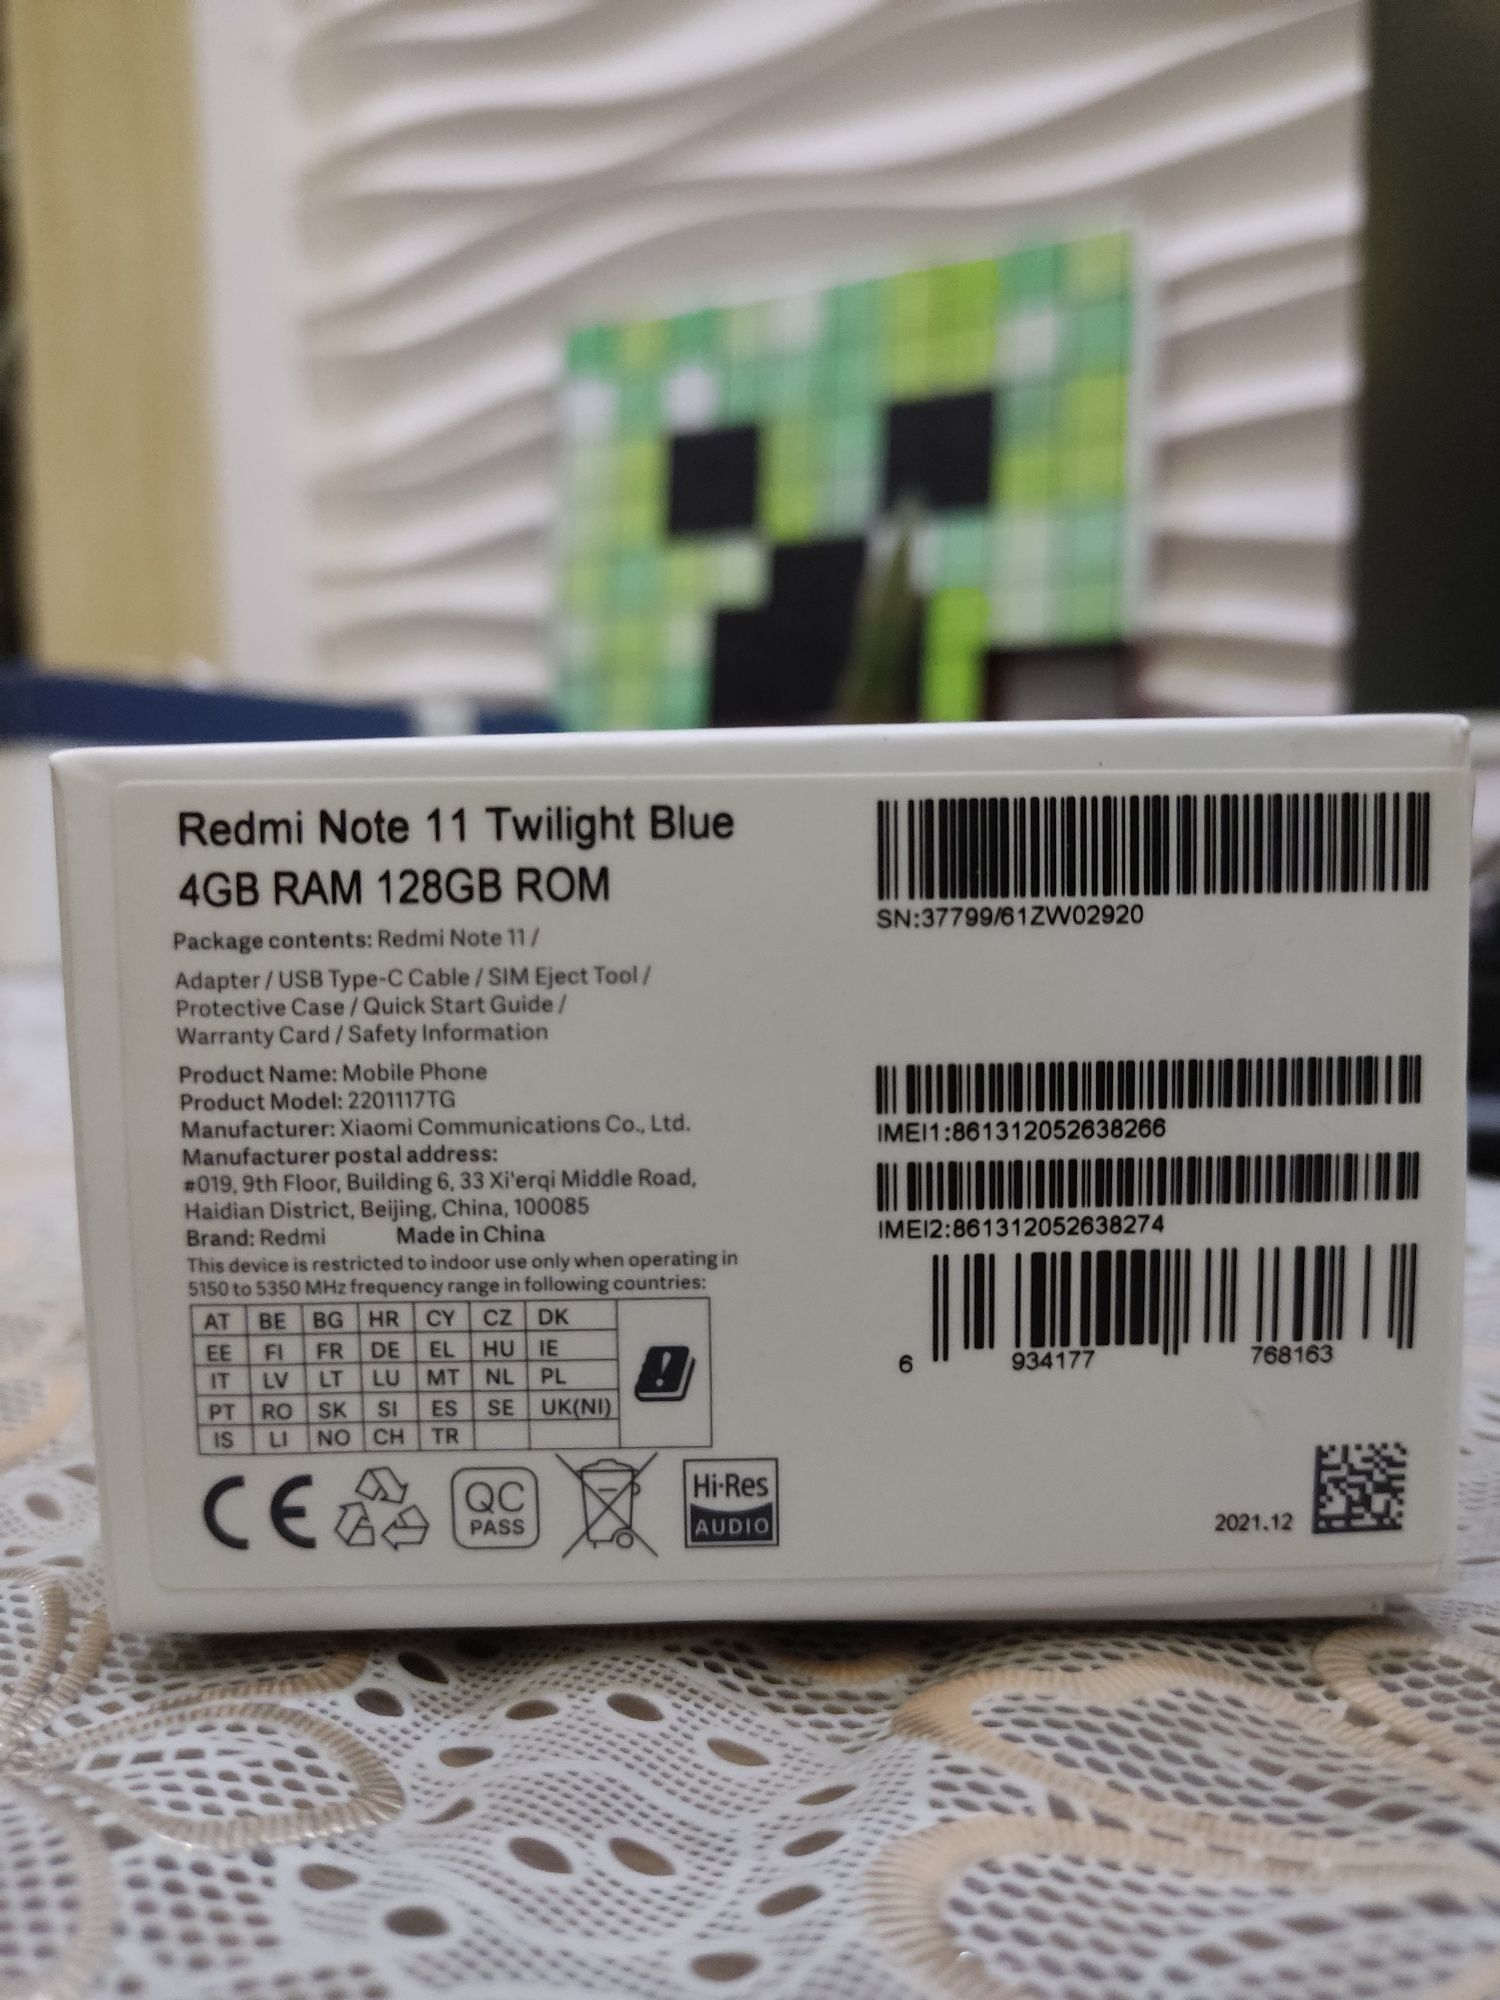 Redmi Note 11 Twilight Blue
4GB RAM 128GB ROM
Package contents: Redmi Note 11 /
Adapter / USB Type-C Cable / SIM Eject Tool /
Protective Case / Quick Start Guide /
Warranty Card / Safety Information
Product Name: Mobile Phone
Product Model: 2201117TG
Manufacturer: Xiaomi Communications Co., Ltd.
Manufacturer postal address:
#019, 9th Floor, Building 6, 33 Xi'erqi Middle Road,
Haidian District, Beijing, China, 100085
Brand: Redmi Made in China
This device is restricted to indoor use only when operating in
5150 to 5350 MHz frequency range in following countries:
AT BE BG HR CY CZ DK
EE FI FR DE EL HU IE
IT LV LT LU MT NL PL
PT RO SK SI ES SE UK(NI)
IS LI NO CH TR
CE
QC
PASS
Hi-Res
AUDIO
SN:37799/61ZW02920
IMEI1:861312052638266
IMEI2:861312052638274
6 934177 768163
2021.12